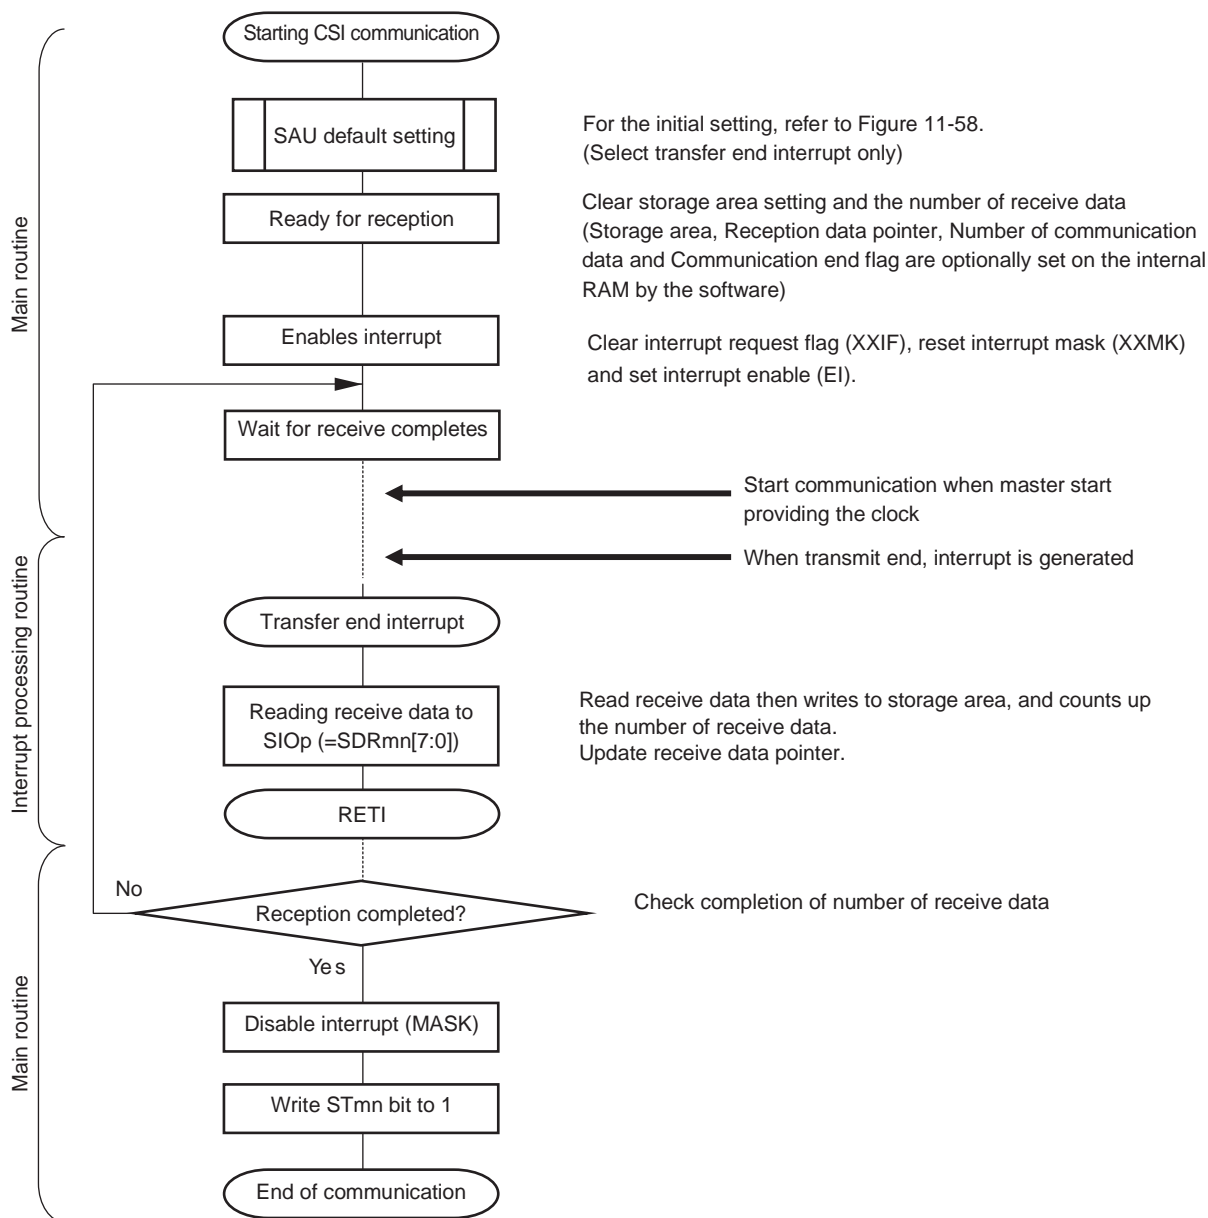 Starting CSI communication
SAU default setting
For the initial setting, refer to Figure 11-58.
(Select transfer end interrupt only)
Main routine
Ready for reception
Clear storage area setting and the number of receive data
(Storage area, Reception data pointer, Number of communication
data and Communication end flag are optionally set on the internal
RAM by the software)
Enables interrupt
Clear interrupt request flag (XXIF), reset interrupt mask (XXMK)
and set interrupt enable (EI).
Wait for receive completes
Start communication when master start
providing the clock
When transmit end, interrupt is generated
Interrupt processing routine
Transfer end interrupt
Reading receive data to
SIOp (=SDRmn[7:0])
Read receive data then writes to storage area, and counts up
the number of receive data.
Update receive data pointer.
RETI
No
Reception completed?
Check completion of number of receive data
Yes
Main routine
Disable interrupt (MASK)
Write STmn bit to 1
End of communication